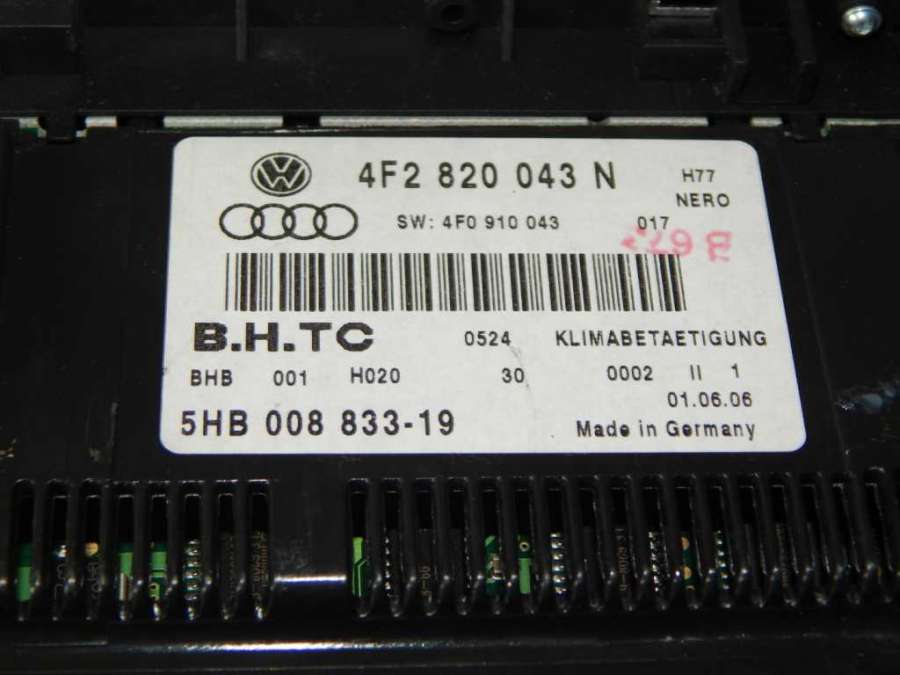 4F2 820 043 N H77
NERO
SW: 4F0 910 043 017
B.H.TC 0524 KLIMABETAETIGUNG
BHB 001 H020 30 0002 II 1
01.06.06
5HB 008 833-19 Made in Germany